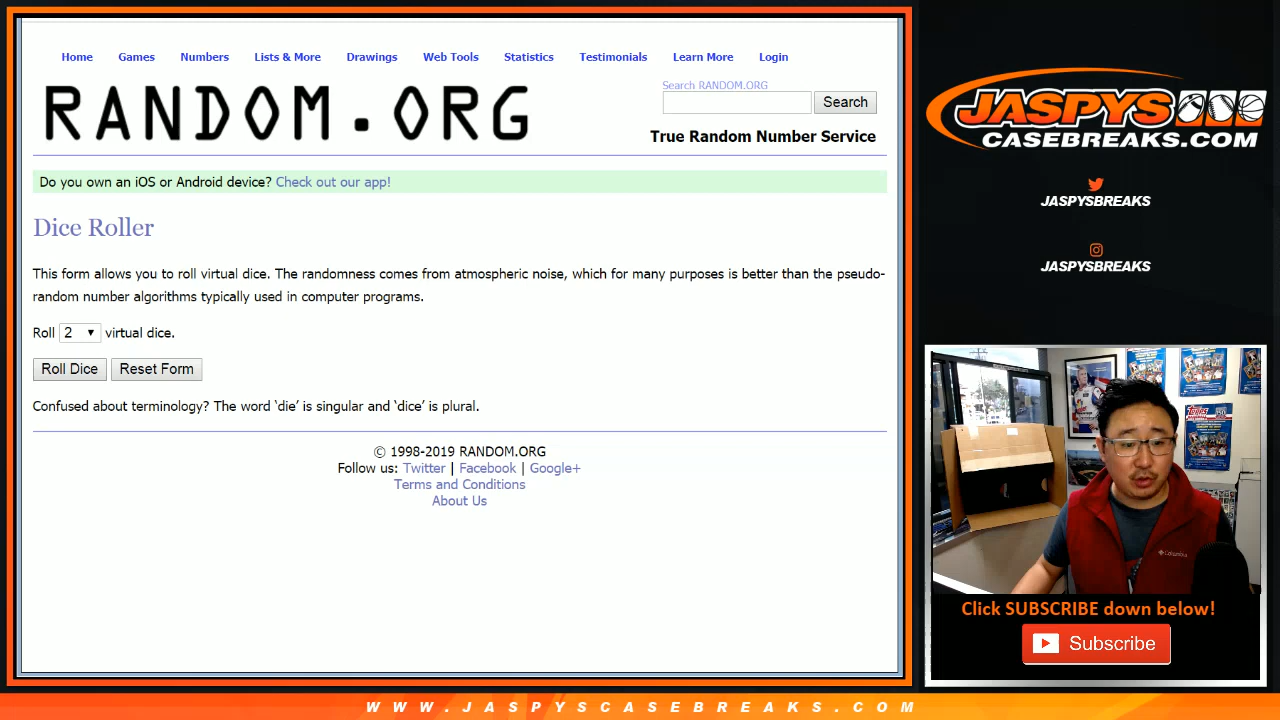 Home Games Numbers Lists & More Drawings Web Tools Statistics Testimonials Learn More Login
Search RANDOM.ORG
RANDOM.ORG
Search
True Random Number Service
Do you own an iOS or Android device? Check out our app!
Dice Roller
This form allows you to roll virtual dice. The randomness comes from atmospheric noise, which for many purposes is better than the pseudo-
random number algorithms typically used in computer programs.
Roll 2 virtual dice.
Roll Dice Reset Form
Confused about terminology? The word ‘die’ is singular and ‘dice’ is plural.
© 1998-2019 RANDOM.ORG
Follow us: Twitter | Facebook | Google+
Terms and Conditions
About Us
JASPYS
CASEBREAKS.COM
JASPYSBREAKS
JASPYSBREAKS
Topps
Columbia
Click SUBSCRIBE down below!
Subscribe
WWW.JASPYSCASEBREAKS.COM